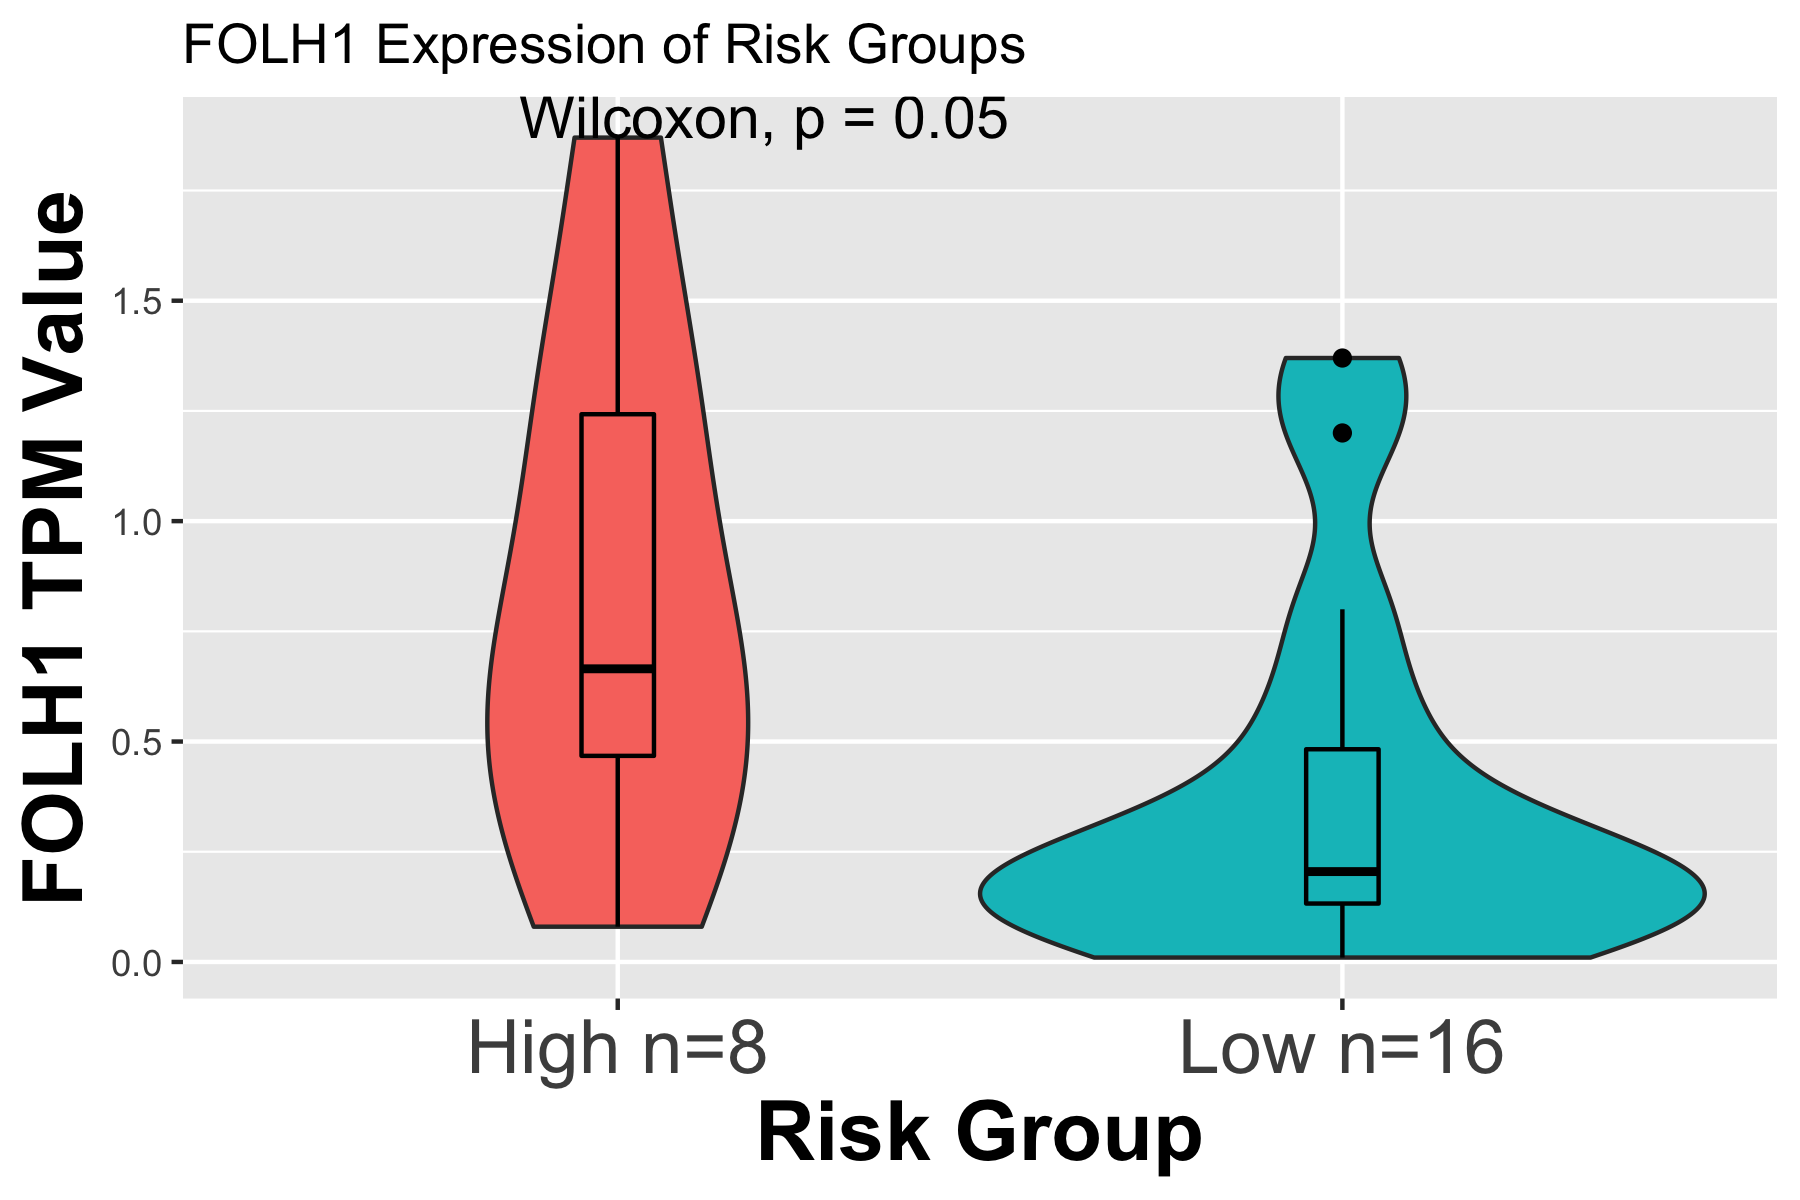 FOLH1 Expression of Risk Groups
Wilcoxon, p = 0.05
FOLH1 TPM Value
1.5
1.0
0.5
0.0
High n=8
Low n=16
Risk Group